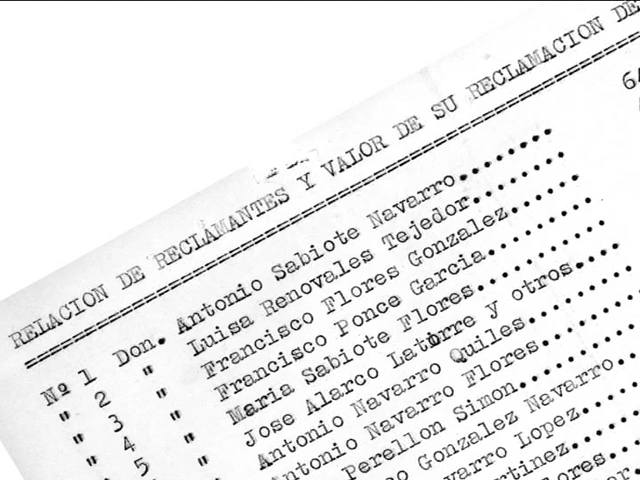 RELACION DE RECLAMANTES Y VALOR DE SU RECLAMACION DE
Nº 1 Don. Antonio Sabiote Navarro........
" 2 " Luisa Renovales Tejedor........
" 3 " Francisco Flores Gonzalez......
" 4 " Francisco Ponce Garcia.........
" 5 " Maria Sabiote Flores...........
Jose Alarco Latorre y otros....
Antonio Navarro Quiles.........
Antonio Navarro Flores.........
Perellon Simon.........
Gonzalez Navarro.......
Lopez.......